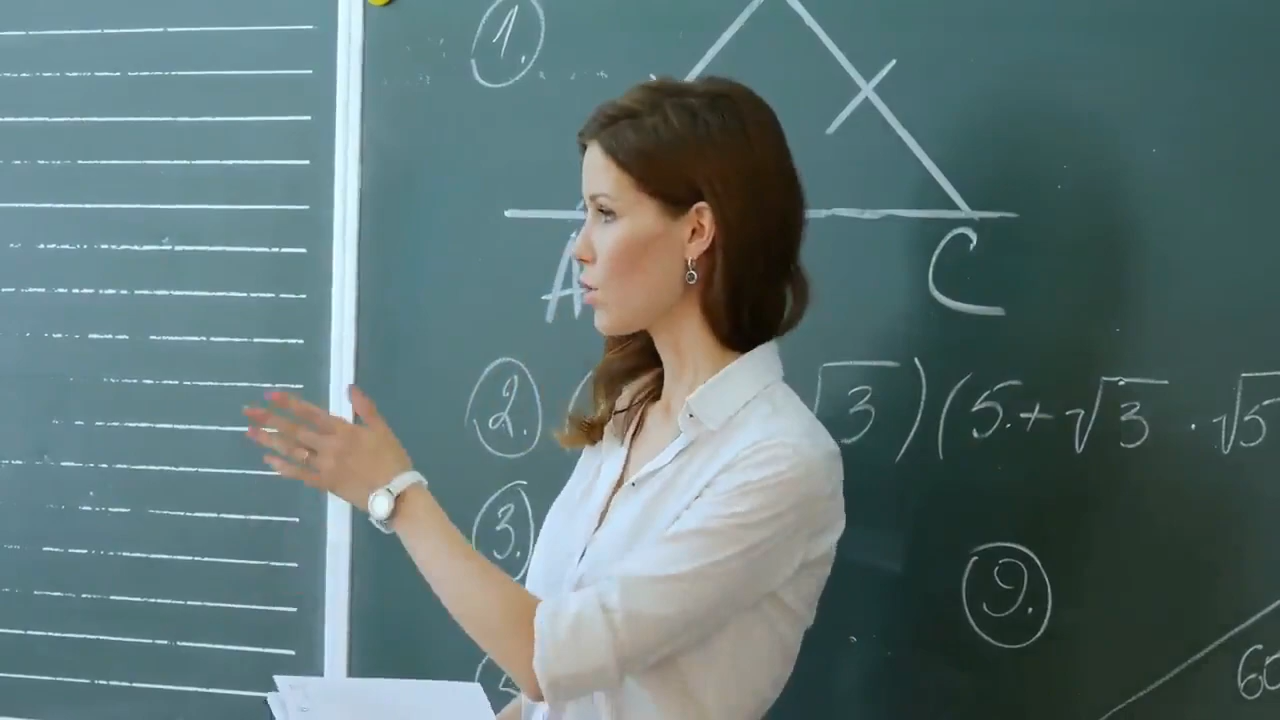 1.
A C
2. √3)(5+√3 · √5
3.
9.
60